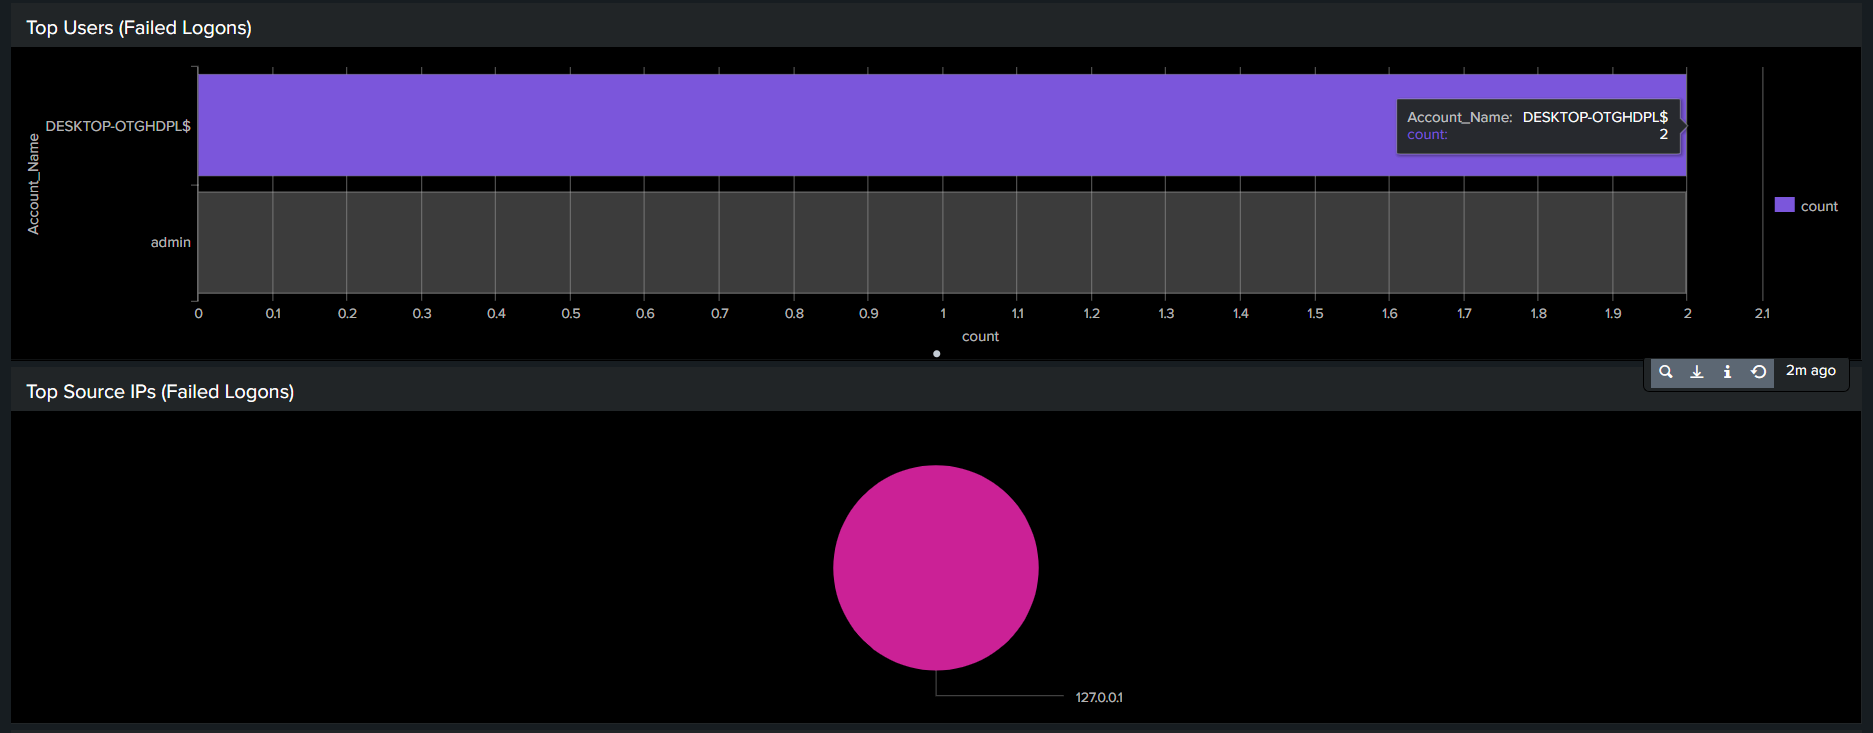 Top Users (Failed Logons)
Account_Name
DESKTOP-OTGHDPL$
admin
Account_Name: DESKTOP-OTGHDPL$
count: 2
count
0 0.1 0.2 0.3 0.4 0.5 0.6 0.7 0.8 0.9 1 1.1 1.2 1.3 1.4 1.5 1.6 1.7 1.8 1.9 2 2.1
count
2m ago
Top Source IPs (Failed Logons)
127.0.0.1